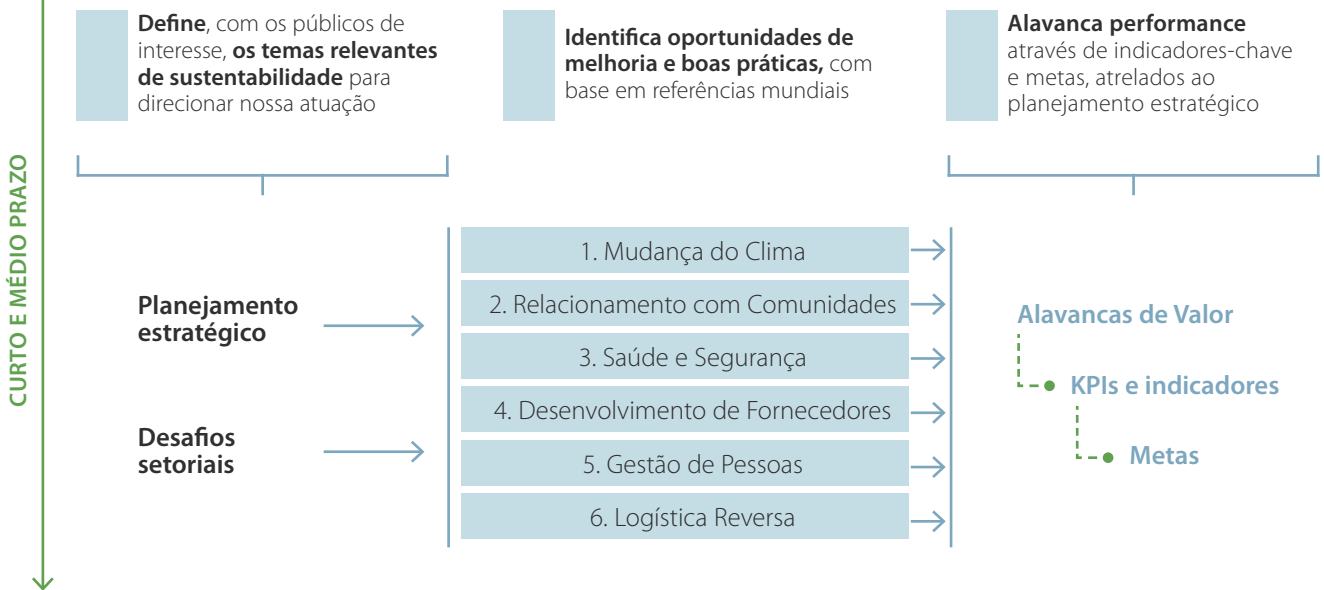 Define, com os públicos de
interesse, os temas relevantes
de sustentabilidade para
direcionar nossa atuação
Identifica oportunidades de
melhoria e boas práticas, com
base em referências mundiais
Alavanca performance
através de indicadores-chave
e metas, atrelados ao
planejamento estratégico
CURTO E MÉDIO PRAZO
Planejamento
estratégico
Desafios
setoriais
1. Mudança do Clima
2. Relacionamento com Comunidades
3. Saúde e Segurança
4. Desenvolvimento de Fornecedores
5. Gestão de Pessoas
6. Logística Reversa
Alavancas de Valor
KPIs e indicadores
Metas